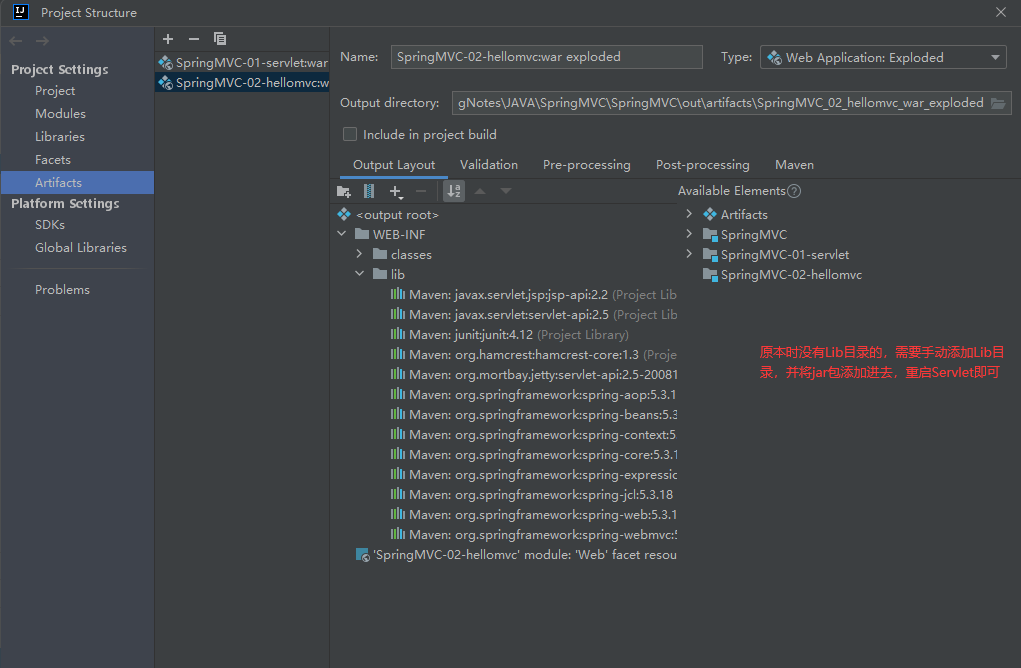 Project Structure
Project Settings
Project
Modules
Libraries
Facets
Artifacts
Platform Settings
SDKs
Global Libraries
Problems
SpringMVC-01-servlet:war
SpringMVC-02-hellomvc:w
Name: SpringMVC-02-hellomvc:war exploded Type: Web Application: Exploded
Output directory: gNotes\JAVA\SpringMVC\SpringMVC\out\artifacts\SpringMVC_02_hellomvc_war_exploded
Include in project build
Output Layout Validation Pre-processing Post-processing Maven
<output root>
WEB-INF
classes
lib
Maven: javax.servlet.jsp:jsp-api:2.2 (Project Lib
Maven: javax.servlet:servlet-api:2.5 (Project Lib
Maven: junit:junit:4.12 (Project Library)
Maven: org.hamcrest:hamcrest-core:1.3 (Proje
Maven: org.mortbay.jetty:servlet-api:2.5-20081
Maven: org.springframework:spring-aop:5.3.1
Maven: org.springframework:spring-beans:5.3
Maven: org.springframework:spring-context:5.
Maven: org.springframework:spring-core:5.3.1
Maven: org.springframework:spring-expressic
Maven: org.springframework:spring-jcl:5.3.18
Maven: org.springframework:spring-web:5.3.1
Maven: org.springframework:spring-webmvc:5
'SpringMVC-02-hellomvc' module: 'Web' facet resou
Available Elements
Artifacts
SpringMVC
SpringMVC-01-servlet
SpringMVC-02-hellomvc
原本时没有Lib目录的，需要手动添加Lib目
录，并将jar包添加进去，重启Servlet即可